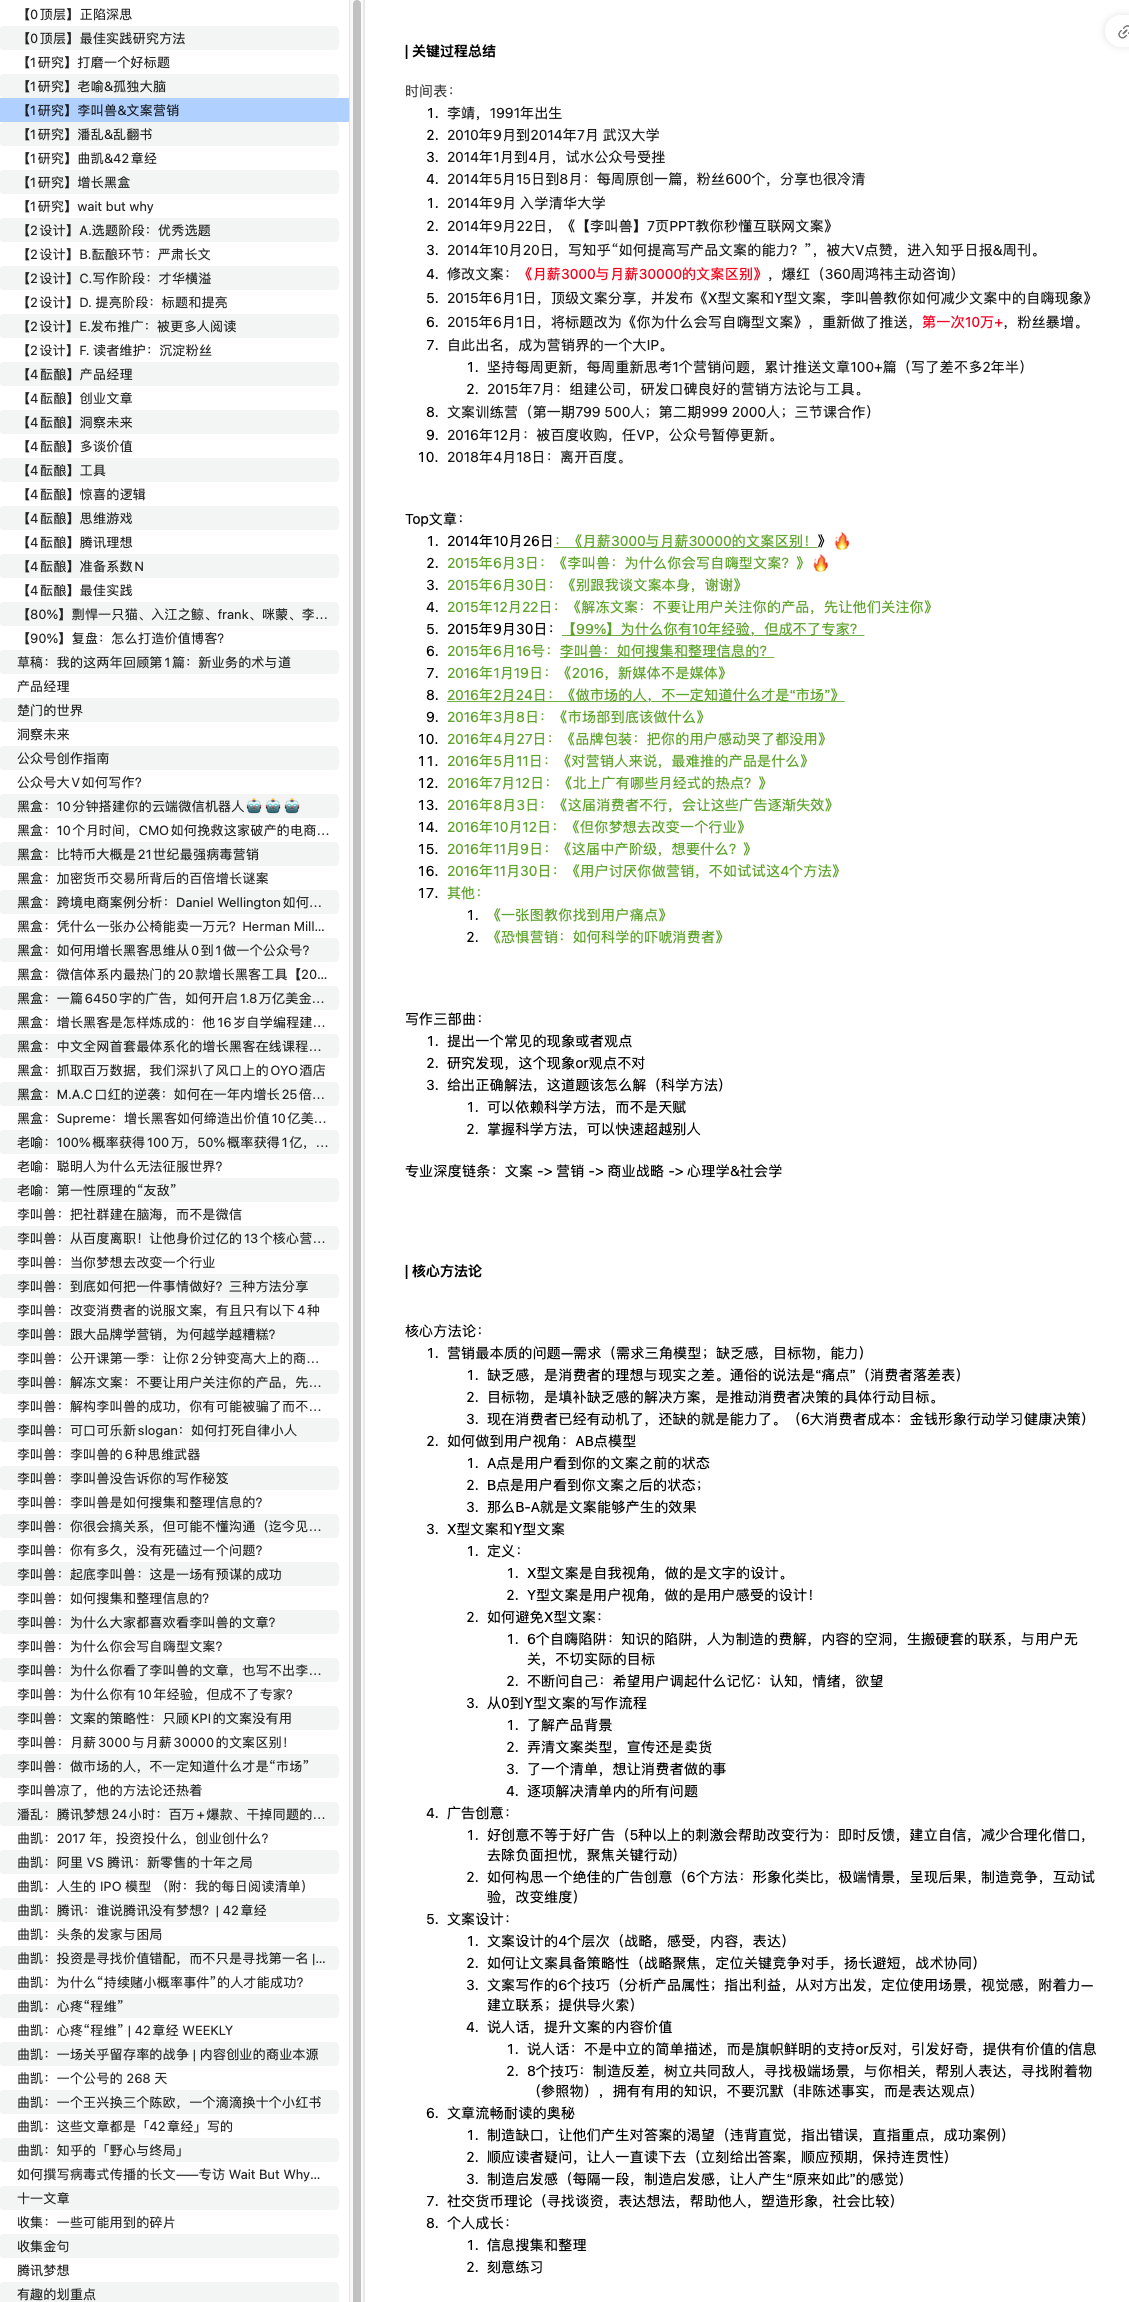 【0顶层】正陷深思
【0顶层】最佳实践研究方法
【1研究】打磨一个好标题
【1研究】老喻&孤独大脑
【1研究】李叫兽&文案营销
【1研究】潘乱&乱翻书
【1研究】曲凯&42章经
【1研究】增长黑盒
【1研究】wait but why
【2设计】A.选题阶段：优秀选题
【2设计】B.酝酿环节：严肃长文
【2设计】C.写作阶段：才华横溢
【2设计】D. 提亮阶段：标题和提亮
【2设计】E.发布推广：被更多人阅读
【2设计】F. 读者维护：沉淀粉丝
【4酝酿】产品经理
【4酝酿】创业文章
【4酝酿】洞察未来
【4酝酿】多谈价值
【4酝酿】工具
【4酝酿】惊喜的逻辑
【4酝酿】思维游戏
【4酝酿】腾讯理想
【4酝酿】准备系数N
【4酝酿】最佳实践
【80%】剽悍一只猫、入江之鲸、frank、咪蒙、李…
【90%】复盘：怎么打造价值博客？
草稿：我的这两年回顾第1篇：新业务的术与道
产品经理
楚门的世界
洞察未来
公众号创作指南
公众号大V如何写作？
黑盒：10分钟搭建你的云端微信机器人🤖🤖🤖
黑盒：10个月时间，CMO如何挽救这家破产的电商…
黑盒：比特币大概是21世纪最强病毒营销
黑盒：加密货币交易所背后的百倍增长谜案
黑盒：跨境电商案例分析：Daniel Wellington如何…
黑盒：凭什么一张办公椅能卖一万元？Herman Mill…
黑盒：如何用增长黑客思维从0到1做一个公众号？
黑盒：微信体系内最热门的20款增长黑客工具【20…
黑盒：一篇6450字的广告，如何开启1.8万亿美金…
黑盒：增长黑客是怎样炼成的：他16岁自学编程建…
黑盒：中文全网首套最体系化的增长黑客在线课程…
黑盒：抓取百万数据，我们深扒了风口上的OYO酒店
黑盒：M.A.C口红的逆袭：如何在一年内增长25倍…
黑盒：Supreme：增长黑客如何缔造出价值10亿美…
老喻：100%概率获得100万，50%概率获得1亿，…
老喻：聪明人为什么无法征服世界？
老喻：第一性原理的“友敌”
李叫兽：把社群建在脑海，而不是微信
李叫兽：从百度离职！让他身价过亿的13个核心营…
李叫兽：当你梦想去改变一个行业
李叫兽：到底如何把一件事情做好？三种方法分享
李叫兽：改变消费者的说服文案，有且只有以下4种
李叫兽：跟大品牌学营销，为何越学越糟糕？
李叫兽：公开课第一季：让你2分钟变高大上的商…
李叫兽：解冻文案：不要让用户关注你的产品，先…
李叫兽：解构李叫兽的成功，你有可能被骗了而不…
李叫兽：可口可乐新slogan：如何打死自律小人
李叫兽：李叫兽的6种思维武器
李叫兽：李叫兽没告诉你的写作秘笈
李叫兽：李叫兽是如何搜集和整理信息的？
李叫兽：你很会搞关系，但可能不懂沟通（迄今见…
李叫兽：你有多久，没有死磕过一个问题？
李叫兽：起底李叫兽：这是一场有预谋的成功
李叫兽：如何搜集和整理信息的？
李叫兽：为什么大家都喜欢看李叫兽的文章？
李叫兽：为什么你会写自嗨型文案？
李叫兽：为什么你看了李叫兽的文章，也写不出李…
李叫兽：为什么你有10年经验，但成不了专家？
李叫兽：文案的策略性：只顾KPI的文案没有用
李叫兽：月薪3000与月薪30000的文案区别！
李叫兽：做市场的人，不一定知道什么才是“市场”
李叫兽凉了，他的方法论还热着
潘乱：腾讯梦想24小时：百万+爆款、干掉同题的…
曲凯：2017 年，投资投什么，创业创什么？
曲凯：阿里 VS 腾讯：新零售的十年之局
曲凯：人生的 IPO 模型 （附：我的每日阅读清单）
曲凯：腾讯：谁说腾讯没有梦想？| 42章经
曲凯：头条的发家与困局
曲凯：投资是寻找价值错配，而不只是寻找第一名 |…
曲凯：为什么“持续赌小概率事件”的人才能成功？
曲凯：心疼“程维”
曲凯：心疼“程维” | 42章经 WEEKLY
曲凯：一场关乎留存率的战争 | 内容创业的商业本源
曲凯：一个公号的 268 天
曲凯：一个王兴换三个陈欧，一个滴滴换十个小红书
曲凯：这些文章都是「42章经」写的
曲凯：知乎的「野心与终局」
如何撰写病毒式传播的长文——专访 Wait But Why…
十一文章
收集：一些可能用到的碎片
收集金句
腾讯梦想
有趣的划重点
| 关键过程总结
时间表：
1. 李靖，1991年出生
2. 2010年9月到2014年7月 武汉大学
3. 2014年1月到4月，试水公众号受挫
4. 2014年5月15日到8月：每周原创一篇，粉丝600个，分享也很冷清
1. 2014年9月 入学清华大学
2. 2014年9月22日，《【李叫兽】7页PPT教你秒懂互联网文案》
3. 2014年10月20日，写知乎“如何提高写产品文案的能力？”，被大V点赞，进入知乎日报&周刊。
4. 修改文案：《月薪3000与月薪30000的文案区别》，爆红（360周鸿祎主动咨询）
5. 2015年6月1日，顶级文案分享，并发布《X型文案和Y型文案，李叫兽教你如何减少文案中的自嗨现象》
6. 2015年6月1日，将标题改为《你为什么会写自嗨型文案》，重新做了推送，第一次10万+，粉丝暴增。
7. 自此出名，成为营销界的一个大IP。
1. 坚持每周更新，每周重新思考1个营销问题，累计推送文章100+篇（写了差不多2年半）
2. 2015年7月：组建公司，研发口碑良好的营销方法论与工具。
8. 文案训练营（第一期799 500人；第二期999 2000人；三节课合作）
9. 2016年12月：被百度收购，任VP，公众号暂停更新。
10. 2018年4月18日：离开百度。
Top文章：
1. 2014年10月26日：《月薪3000与月薪30000的文案区别！》🔥
2. 2015年6月3日：《李叫兽：为什么你会写自嗨型文案？》🔥
3. 2015年6月30日：《别跟我谈文案本身，谢谢》
4. 2015年12月22日：《解冻文案：不要让用户关注你的产品，先让他们关注你》
5. 2015年9月30日：【99%】为什么你有10年经验，但成不了专家？
6. 2015年6月16号：李叫兽：如何搜集和整理信息的？
7. 2016年1月19日：《2016，新媒体不是媒体》
8. 2016年2月24日：《做市场的人，不一定知道什么才是“市场”》
9. 2016年3月8日：《市场部到底该做什么》
10. 2016年4月27日：《品牌包装：把你的用户感动哭了都没用》
11. 2016年5月11日：《对营销人来说，最难推的产品是什么》
12. 2016年7月12日：《北上广有哪些月经式的热点？》
13. 2016年8月3日：《这届消费者不行，会让这些广告逐渐失效》
14. 2016年10月12日：《但你梦想去改变一个行业》
15. 2016年11月9日：《这届中产阶级，想要什么？》
16. 2016年11月30日：《用户讨厌你做营销，不如试试这4个方法》
17. 其他：
1. 《一张图教你找到用户痛点》
2. 《恐惧营销：如何科学的吓唬消费者》
写作三部曲：
1. 提出一个常见的现象或者观点
2. 研究发现，这个现象or观点不对
3. 给出正确解法，这道题该怎么解（科学方法）
1. 可以依赖科学方法，而不是天赋
2. 掌握科学方法，可以快速超越别人
专业深度链条：文案 -> 营销 -> 商业战略 -> 心理学&社会学
| 核心方法论
核心方法论：
1. 营销最本质的问题—需求（需求三角模型；缺乏感，目标物，能力）
1. 缺乏感，是消费者的理想与现实之差。通俗的说法是“痛点”（消费者落差表）
2. 目标物，是填补缺乏感的解决方案，是推动消费者决策的具体行动目标。
3. 现在消费者已经有动机了，还缺的就是能力了。（6大消费者成本：金钱形象行动学习健康决策）
2. 如何做到用户视角：AB点模型
1. A点是用户看到你的文案之前的状态
2. B点是用户看到你文案之后的状态；
3. 那么B-A就是文案能够产生的效果
3. X型文案和Y型文案
1. 定义：
1. X型文案是自我视角，做的是文字的设计。
2. Y型文案是用户视角，做的是用户感受的设计！
2. 如何避免X型文案：
1. 6个自嗨陷阱：知识的陷阱，人为制造的费解，内容的空洞，生搬硬套的联系，与用户无
关，不切实际的目标
2. 不断问自己：希望用户调起什么记忆：认知，情绪，欲望
3. 从0到Y型文案的写作流程
1. 了解产品背景
2. 弄清文案类型，宣传还是卖货
3. 了一个清单，想让消费者做的事
4. 逐项解决清单内的所有问题
4. 广告创意：
1. 好创意不等于好广告（5种以上的刺激会帮助改变行为：即时反馈，建立自信，减少合理化借口，
去除负面担忧，聚焦关键行动）
2. 如何构思一个绝佳的广告创意（6个方法：形象化类比，极端情景，呈现后果，制造竞争，互动试
验，改变维度）
5. 文案设计：
1. 文案设计的4个层次（战略，感受，内容，表达）
2. 如何让文案具备策略性（战略聚焦，定位关键竞争对手，扬长避短，战术协同）
3. 文案写作的6个技巧（分析产品属性；指出利益，从对方出发，定位使用场景，视觉感，附着力—
建立联系；提供导火索）
4. 说人话，提升文案的内容价值
1. 说人话：不是中立的简单描述，而是旗帜鲜明的支持or反对，引发好奇，提供有价值的信息
2. 8个技巧：制造反差，树立共同敌人，寻找极端场景，与你相关，帮别人表达，寻找附着物
（参照物），拥有有用的知识，不要沉默（非陈述事实，而是表达观点）
6. 文章流畅耐读的奥秘
1. 制造缺口，让他们产生对答案的渴望（违背直觉，指出错误，直指重点，成功案例）
2. 顺应读者疑问，让人一直读下去（立刻给出答案，顺应预期，保持连贯性）
3. 制造启发感（每隔一段，制造启发感，让人产生“原来如此”的感觉）
7. 社交货币理论（寻找谈资，表达想法，帮助他人，塑造形象，社会比较）
8. 个人成长：
1. 信息搜集和整理
2. 刻意练习